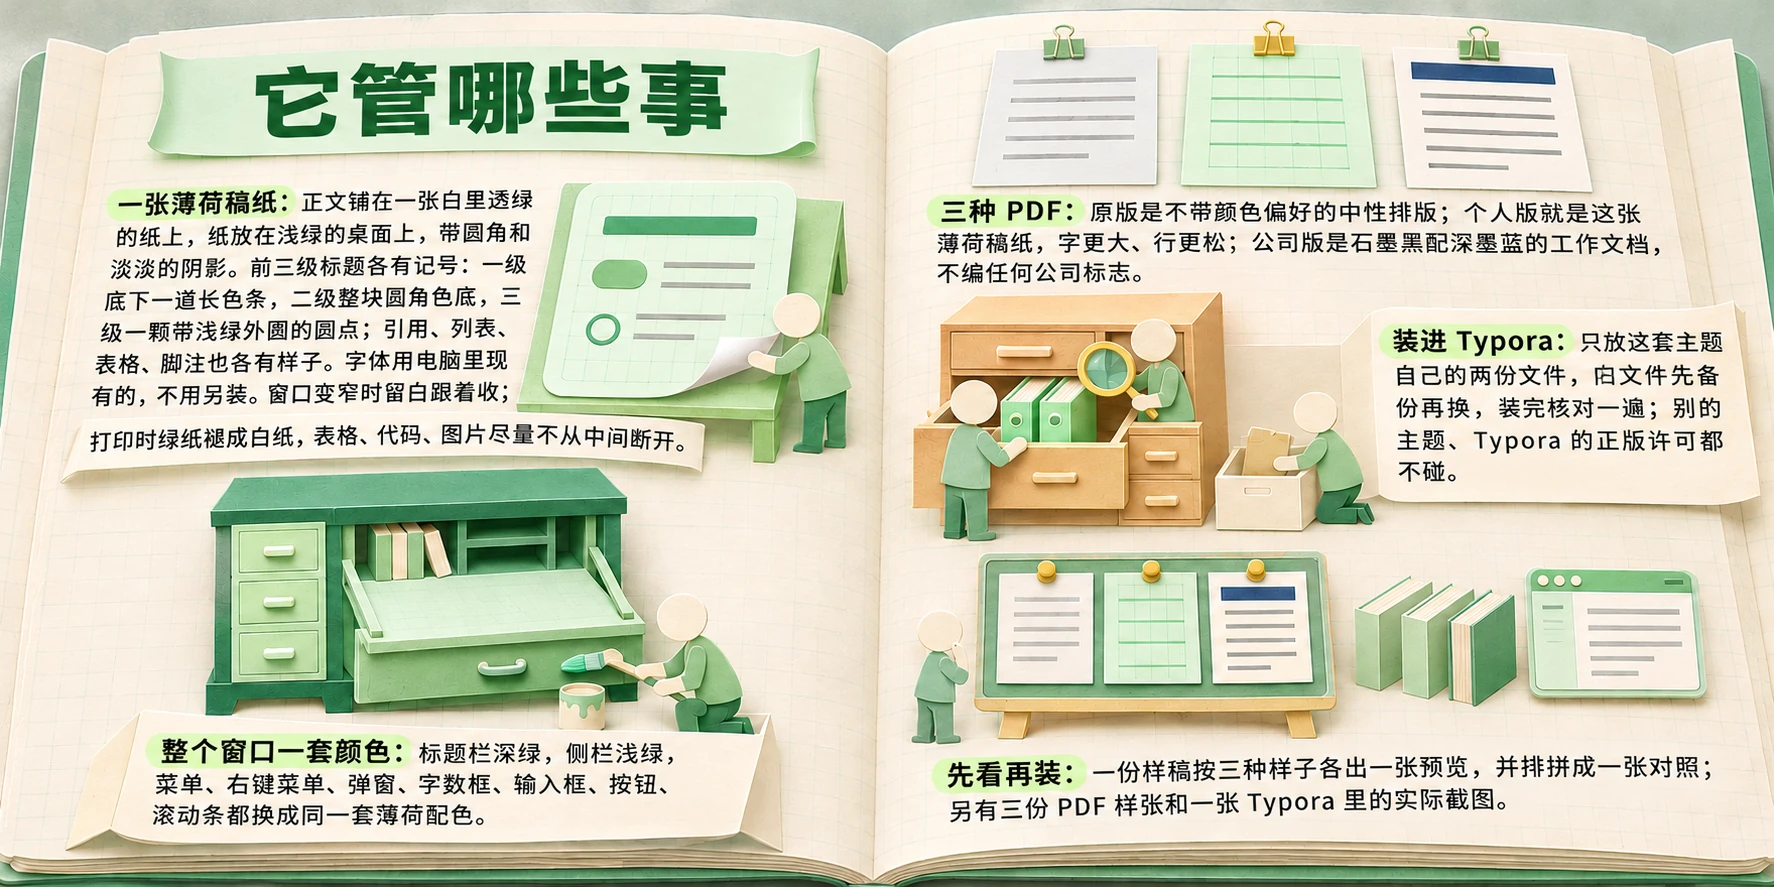 它管哪些事
一张薄荷稿纸：正文铺在一张白里透绿
的纸上，纸放在浅绿的桌面上，带圆角和
淡淡的阴影。前三级标题各有记号：一级
底下一道长色条，二级整块圆角色底，三
级一颗带浅绿外圆的圆点；引用、列表、
表格、脚注也各有样子。字体用电脑里现
有的，不用另装。窗口变窄时留白跟着收；
打印时绿纸褪成白纸，表格、代码、图片尽量不从中间断开。
整个窗口一套颜色：标题栏深绿，侧栏浅绿，
菜单、右键菜单、弹窗、字数框、输入框、按钮、
滚动条都换成同一套薄荷配色。
三种 PDF：原版是不带颜色偏好的中性排版；个人版就是这张
薄荷稿纸，字更大、行更松；公司版是石墨黑配深墨蓝的工作文档，
不编任何公司标志。
装进 Typora：只放这套主题
自己的两份文件，文件先备
份再换，装完核对一遍；别的
主题、Typora 的正版许可都
不碰。
先看再装：一份样稿按三种样子各出一张预览，并排拼成一张对照；
另有三份 PDF 样张和一张 Typora 里的实际截图。